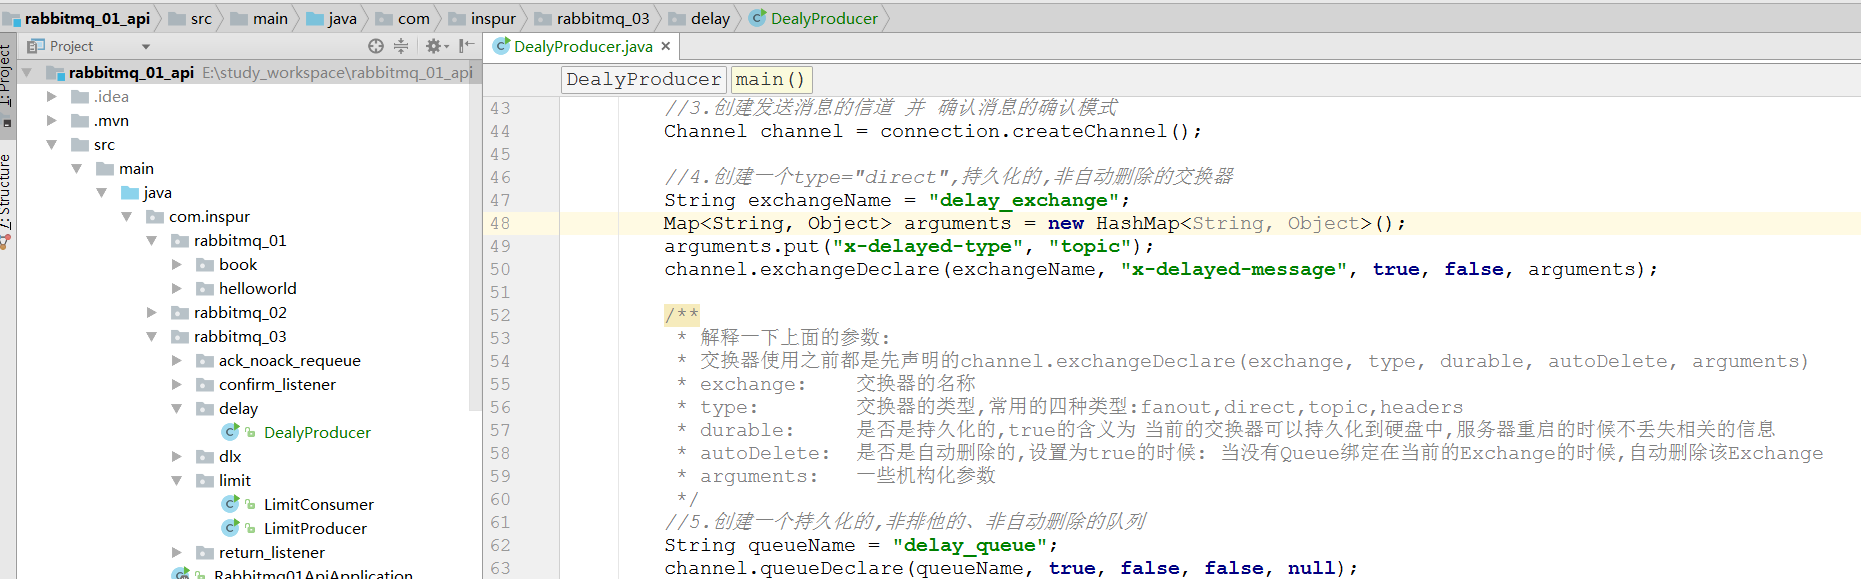 rabbitmq_01_api src main java com inspur rabbitmq_03 delay DealyProducer
1: Project
7: Structure
Project
rabbitmq_01_api E:\study_workspace\rabbitmq_01_api
.idea
.mvn
src
main
java
com.inspur
rabbitmq_01
book
helloworld
rabbitmq_02
rabbitmq_03
ack_noack_requeue
confirm_listener
delay
DealyProducer
dlx
limit
LimitConsumer
LimitProducer
return_listener
Rabbitmq01ApiApplication
DealyProducer.java
DealyProducer main()
43 //3.创建发送消息的信道 并 确认消息的确认模式
44 Channel channel = connection.createChannel();
45
46 //4.创建一个type="direct",持久化的,非自动删除的交换器
47 String exchangeName = "delay_exchange";
48 Map<String, Object> arguments = new HashMap<String, Object>();
49 arguments.put("x-delayed-type", "topic");
50 channel.exchangeDeclare(exchangeName, "x-delayed-message", true, false, arguments);
51
52 /**
53 * 解释一下上面的参数:
54 * 交换器使用之前都是先声明的channel.exchangeDeclare(exchange, type, durable, autoDelete, arguments)
55 * exchange: 交换器的名称
56 * type: 交换器的类型,常用的四种类型:fanout,direct,topic,headers
57 * durable: 是否是持久化的,true的含义为 当前的交换器可以持久化到硬盘中,服务器重启的时候不丢失相关的信息
58 * autoDelete: 是否是自动删除的,设置为true的时候: 当没有Queue绑定在当前的Exchange的时候,自动删除该Exchange
59 * arguments: 一些机构化参数
60 */
61 //5.创建一个持久化的,非排他的、非自动删除的队列
62 String queueName = "delay_queue";
63 channel.queueDeclare(queueName, true, false, false, null);